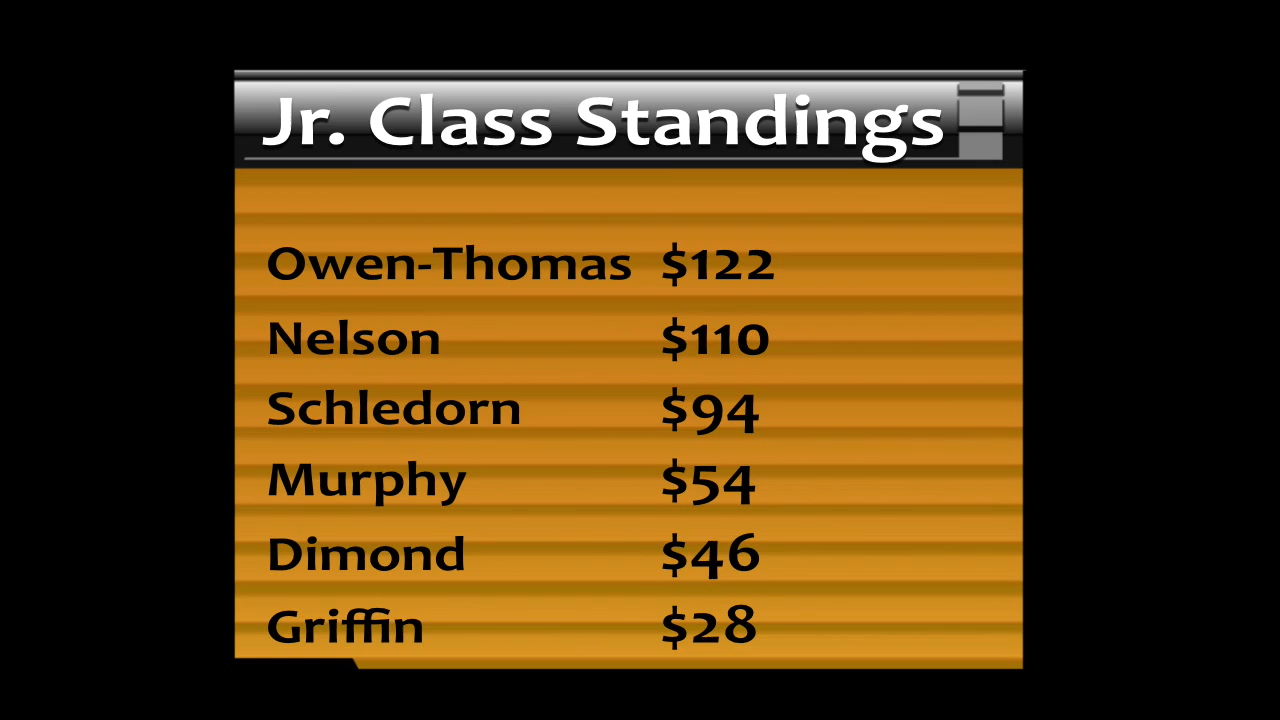 Jr. Class Standings
Owen-Thomas $122
Nelson $110
Schledorn $94
Murphy $54
Dimond $46
Griffin $28